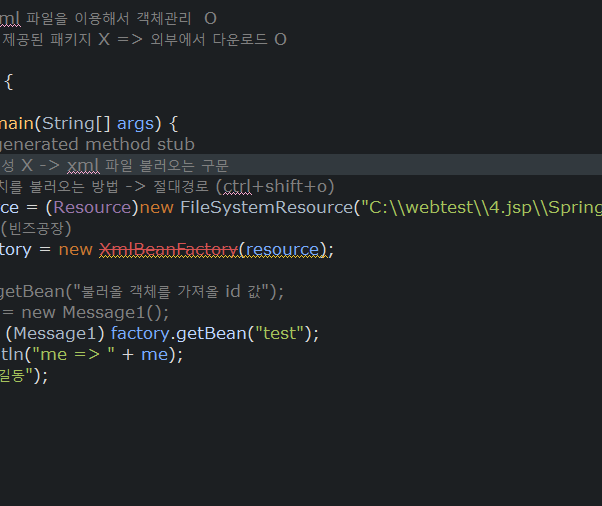 ml 파일을 이용해서 객체관리 O
제공된 패키지 X => 외부에서 다운로드 O
{
main(String[] args) {
generated method stub
성 X -> xml 파일 불러오는 구문
치를 불러오는 방법 -> 절대경로 (ctrl+shift+o)
ce = (Resource)new FileSystemResource("C:\\webtest\\4.jsp\\Spring
(빈즈공장)
tory = new XmlBeanFactory(resource);
getBean("불러올 객체를 가져올 id 값");
= new Message1();
(Message1) factory.getBean("test");
tln("me => " + me);
길동");